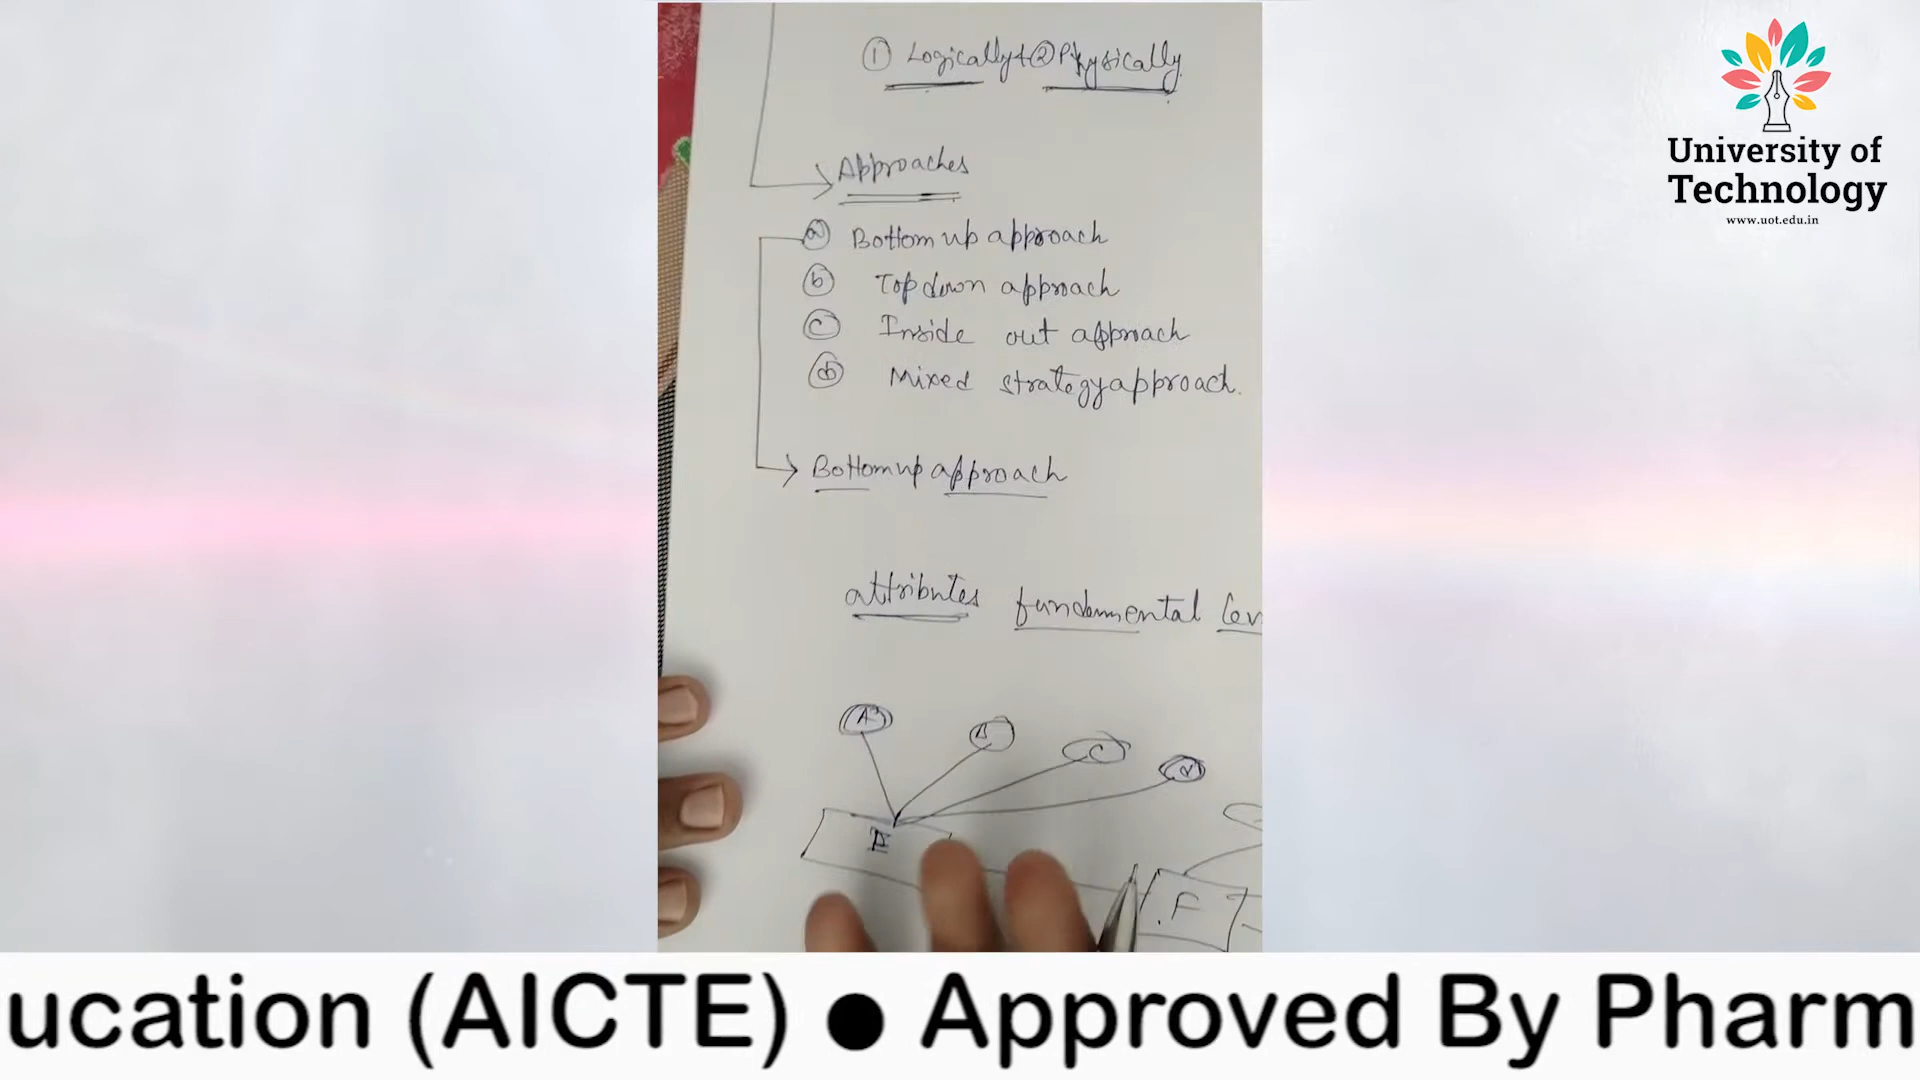 ① Logically + ② Physically
Approaches
ⓐ Bottom up approach
ⓑ Top down approach
ⓒ Inside out approach
ⓓ Mixed strategy approach.
Bottom up approach
attributes fundamental Lev
A B C d
E
F
University of
Technology
www.uot.edu.in
ucation (AICTE) ● Approved By Pharm